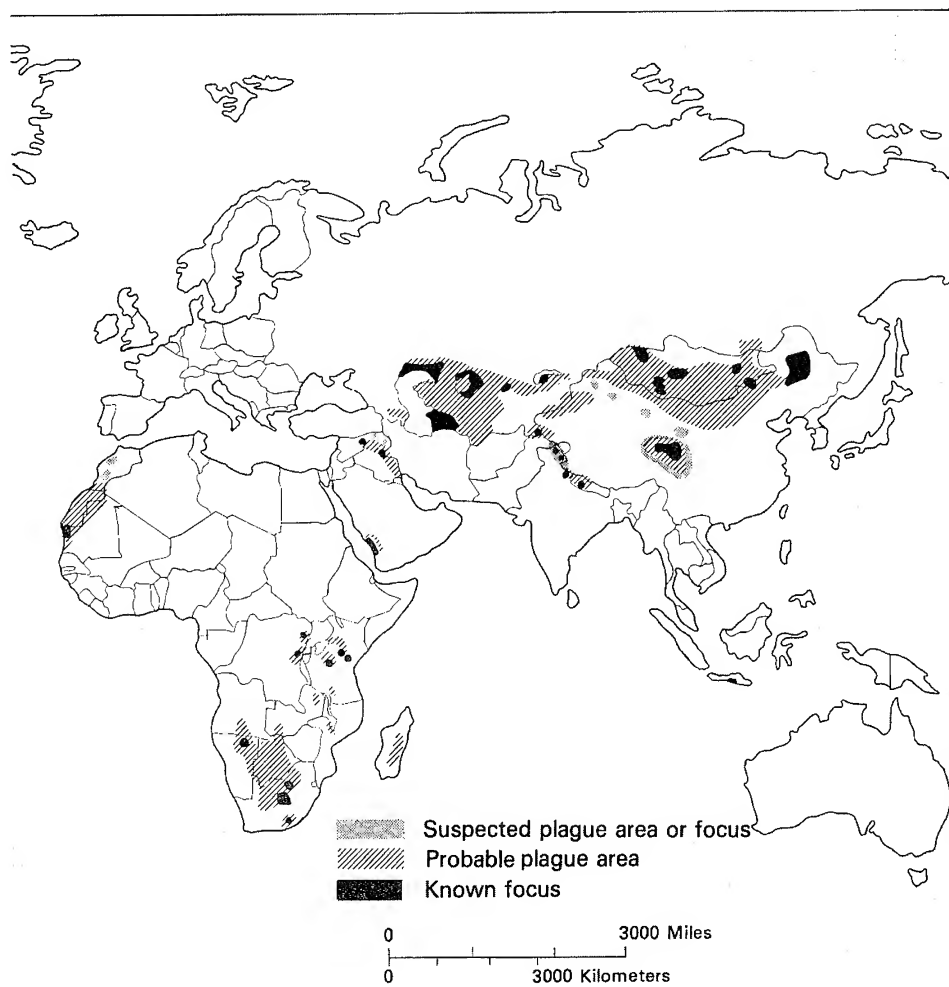 Suspected plague area or focus
Probable plague area
Known focus
0 3000 Miles
0 3000 Kilometers